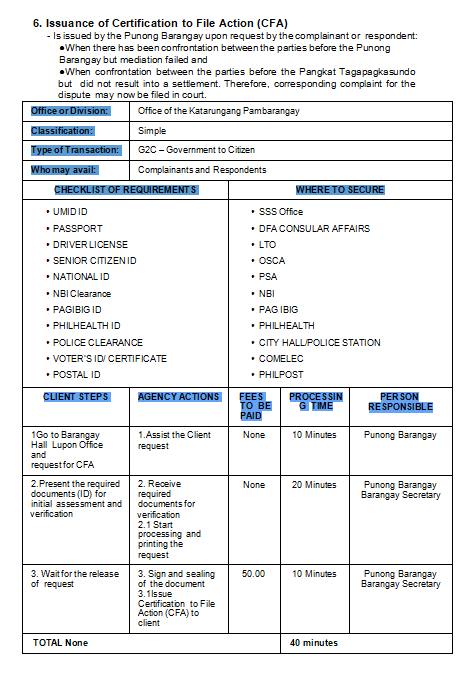 6. Issuance of Certification to File Action (CFA)
- Is issued by the Punong Barangay upon request by the complainant or respondent:
●When there has been confrontation between the parties before the Punong
Barangay but mediation failed and
●When confrontation between the parties before the Pangkat Tagapagkasundo
but did not result into a settlement. Therefore, corresponding complaint for the
dispute may now be filed in court.
Office or Division: Office of the Katarungang Pambarangay
Classification: Simple
Type of Transaction: G2C – Government to Citizen
Who may avail: Complainants and Respondents
CHECKLIST OF REQUIREMENTS WHERE TO SECURE
• UMID ID • SSS Office
• PASSPORT • DFA CONSULAR AFFAIRS
• DRIVER LICENSE • LTO
• SENIOR CITIZEN ID • OSCA
• NATIONAL ID • PSA
• NBI Clearance • NBI
• PAGIBIG ID • PAG IBIG
• PHILHEALTH ID • PHILHEALTH
• POLICE CLEARANCE • CITY HALL/POLICE STATION
• VOTER'S ID/ CERTIFICATE • COMELEC
• POSTAL ID • PHILPOST
CLIENT STEPS
AGENCY ACTIONS
FEES
TO BE
PAID
PROCESSIN
G TIME
PERSON
RESPONSIBLE
1Go to Barangay
Hall Lupon Office
and
request for CFA
1.Assist the Client
request
None
10 Minutes
Punong Barangay
2.Present the required
documents (ID) for
initial assessment and
verification
2. Receive
required
documents for
verification
2.1 Start
processing and
printing the
request
None
20 Minutes
Punong Barangay
Barangay Secretary
3. Wait for the release
of request
3. Sign and sealing
of the document
3.1Issue
Certification to File
Action (CFA) to
client
50.00
10 Minutes
Punong Barangay
Barangay Secretary
TOTAL None 40 minutes